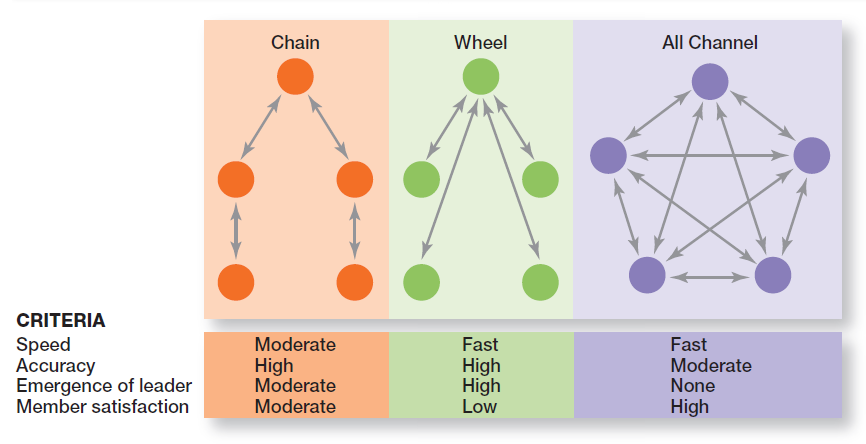 Chain Wheel All Channel
CRITERIA
Speed Moderate Fast Fast
Accuracy High High Moderate
Emergence of leader Moderate High None
Member satisfaction Moderate Low High